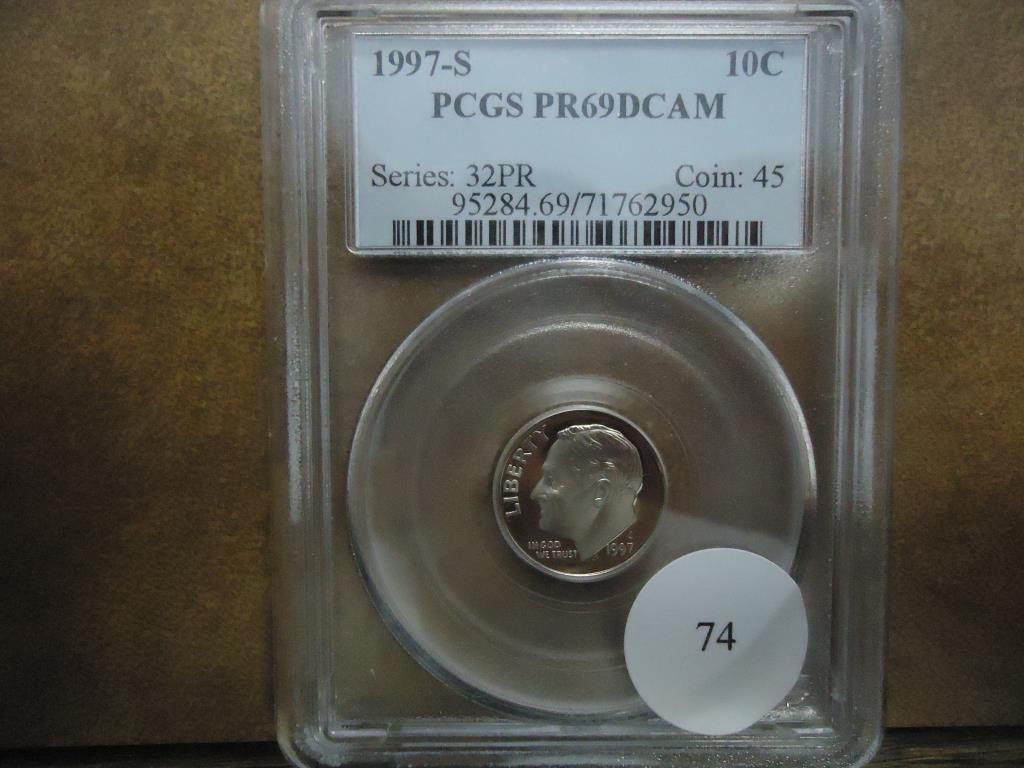 1997-S 10C
PCGS PR69DCAM
Series: 32PR Coin: 45
95284.69/71762950
LIBERTY
IN GOD
WE TRUST
S
1997
74